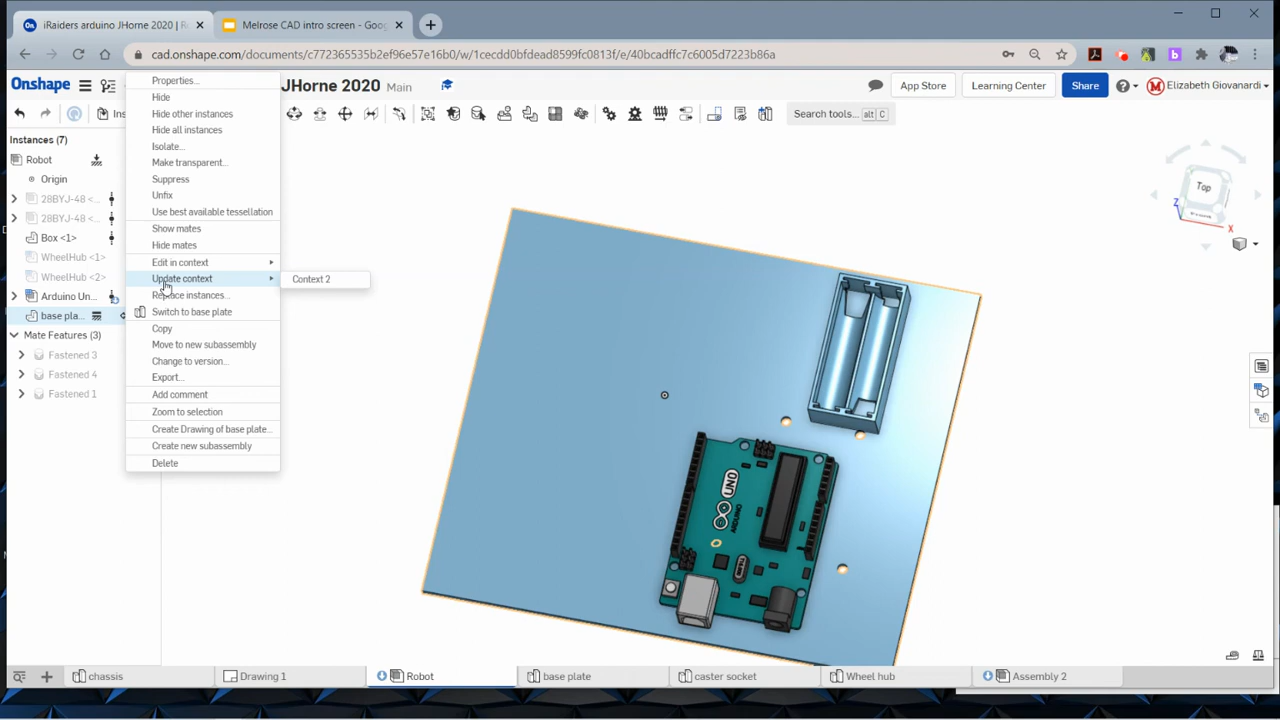 iRaiders arduino JHorne 2020 | R
Melrose CAD intro screen - Goog
cad.onshape.com/documents/c772365535b2ef96e57e16b0/w/1cecdd0bfdead8599fc0813f/e/40bcadffc7c6005d7223b86a
Onshape
JHorne 2020 Main
App Store
Learning Center
Share
Elizabeth Giovanardi
Ins
Search tools... alt C
Instances (7)
Robot
Origin
28BYJ-48 <...
28BYJ-48 <...
Box <1>
WheelHub <1>
WheelHub <2>
Arduino Un...
base pla...
Mate Features (3)
Fastened 3
Fastened 4
Fastened 1
Properties...
Hide
Hide other instances
Hide all instances
Isolate...
Make transparent...
Suppress
Unfix
Use best available tessellation
Show mates
Hide mates
Edit in context
Update context
Context 2
Replace instances...
Switch to base plate
Copy
Move to new subassembly
Change to version...
Export...
Add comment
Zoom to selection
Create Drawing of base plate...
Create new subassembly
Delete
Top
Z
X
UNO
ARDUINO
chassis
Drawing 1
Robot
base plate
caster socket
Wheel hub
Assembly 2